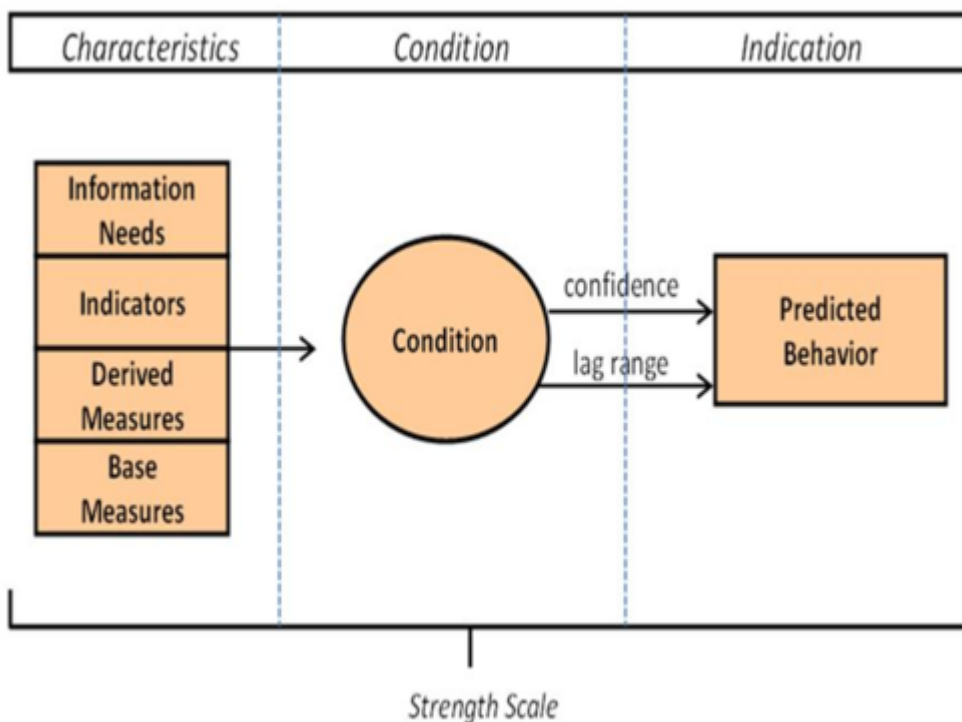 Characteristics
Condition
Indication
Information
Needs
Indicators
Derived
Measures
Base
Measures
Condition
confidence
lag range
Predicted
Behavior
Strength Scale